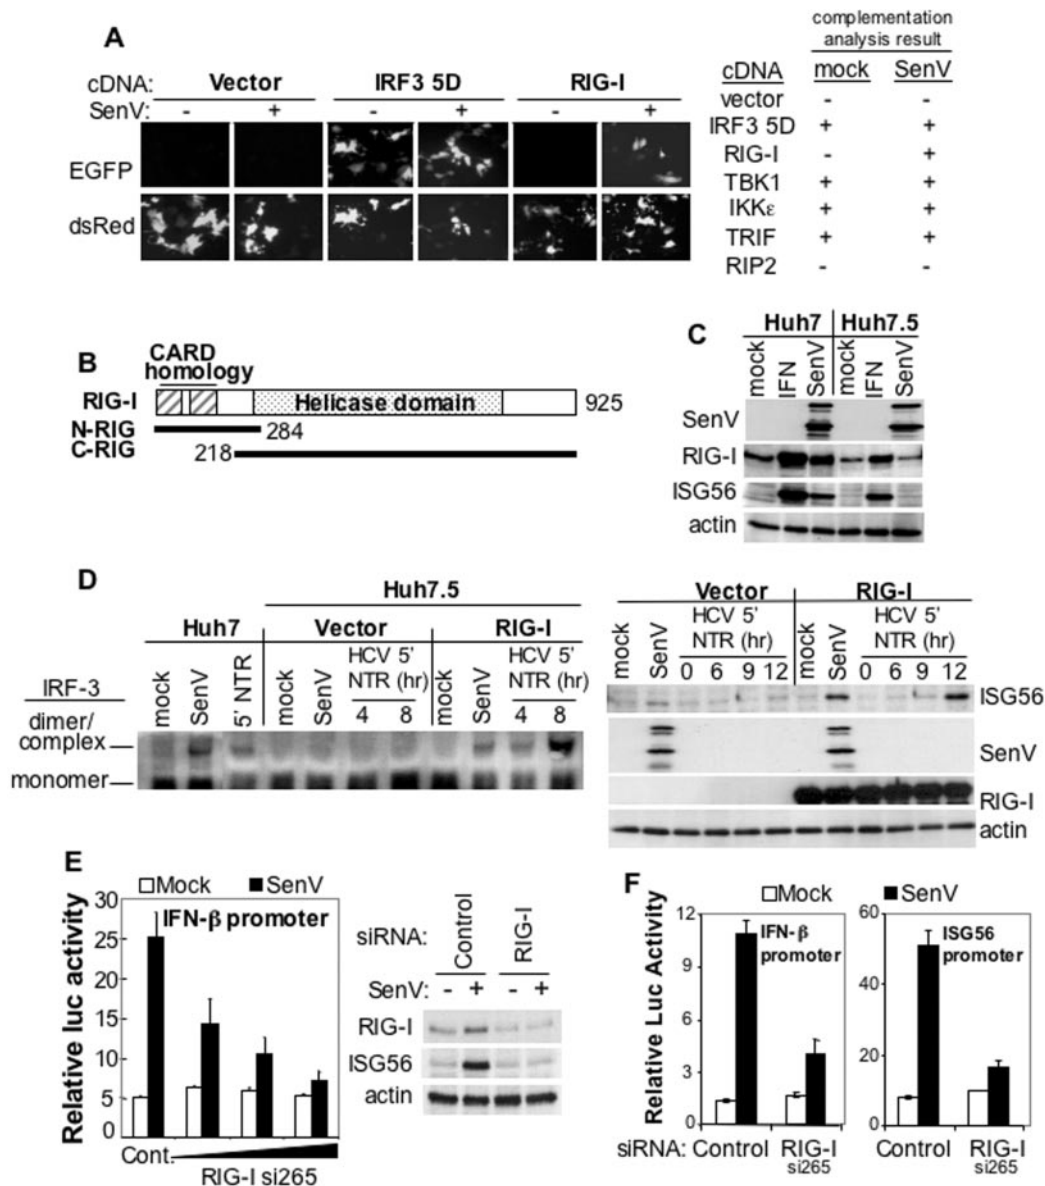 A
cDNA: Vector IRF3 5D RIG-I
SenV: - + - + - +
EGFP
dsRed
complementation
analysis result
cDNA mock SenV
vector - -
IRF3 5D + +
RIG-I - +
TBK1 + +
IKKε + +
TRIF + +
RIP2 - -
B
CARD
homology
RIG-I Helicase domain 925
N-RIG 284
C-RIG 218
C
Huh7 Huh7.5
mock IFN SenV mock IFN SenV
SenV
RIG-I
ISG56
actin
D
Huh7.5
Huh7 Vector RIG-I
HCV 5' HCV 5'
mock SenV 5' NTR mock SenV NTR (hr) mock SenV NTR (hr)
IRF-3
4 8 4 8
dimer/
complex
monomer
Vector RIG-I
HCV 5' HCV 5'
mock SenV NTR (hr) mock SenV NTR (hr)
0 6 9 12 0 6 9 12
ISG56
SenV
RIG-I
actin
E
Mock SenV
IFN-β promoter
Relative luc activity
30
25
20
15
10
5
0
Cont.
RIG-I si265
siRNA: Control RIG-I
SenV: - + - +
RIG-I
ISG56
actin
F
Mock SenV
Relative Luc Activity
12
9
6
3
0
IFN-β
promoter
60
40
20
0
ISG56
promoter
siRNA: Control RIG-I Control RIG-I
si265 si265